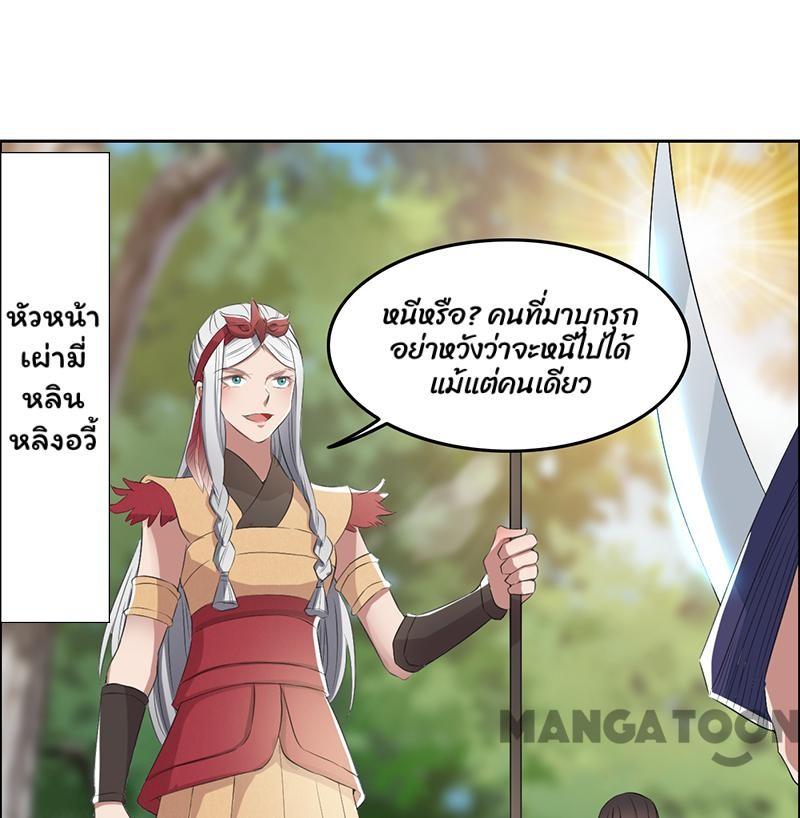 หัวหน้า
เผ่ามี่
หลิน
หลิงอวี้
หนีหรือ? คนที่มาบุกรุก
อย่าหวังว่าจะหนีไปได้
แม้แต่คนเดียว
MANGATOON